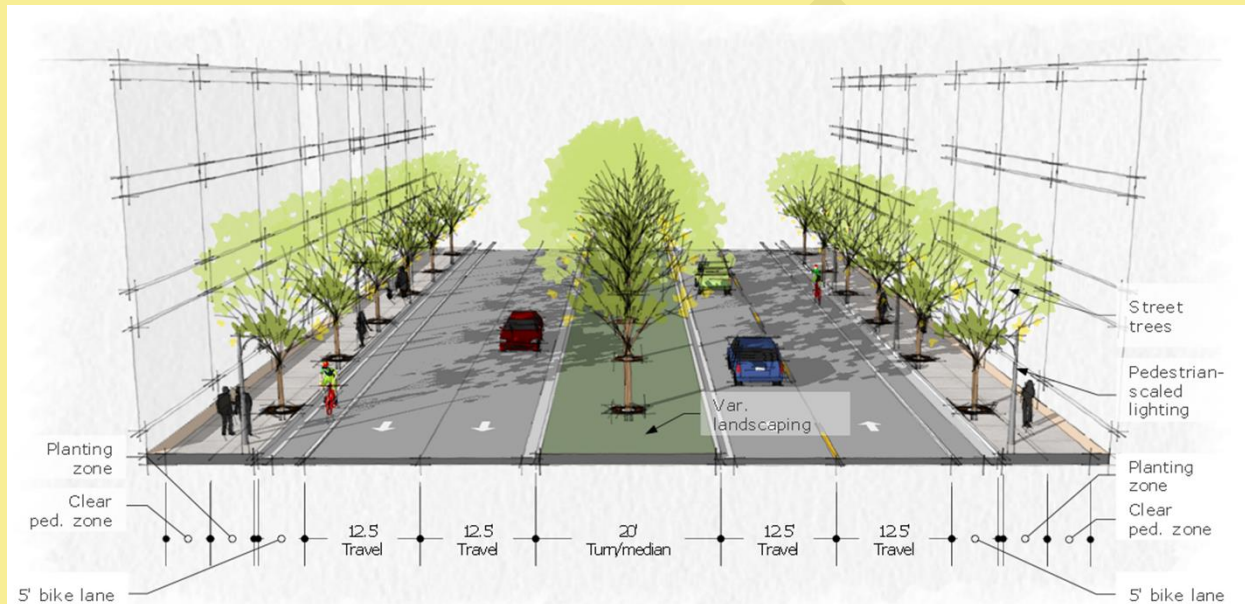 Street
trees
Pedestrian-
scaled
lighting
Var.
landscaping
Planting
zone
Clear
ped. zone
5' bike lane
12.5'
Travel
12.5'
Travel
20'
Turn/median
12.5'
Travel
12.5'
Travel
Planting
zone
Clear
ped. zone
5' bike lane